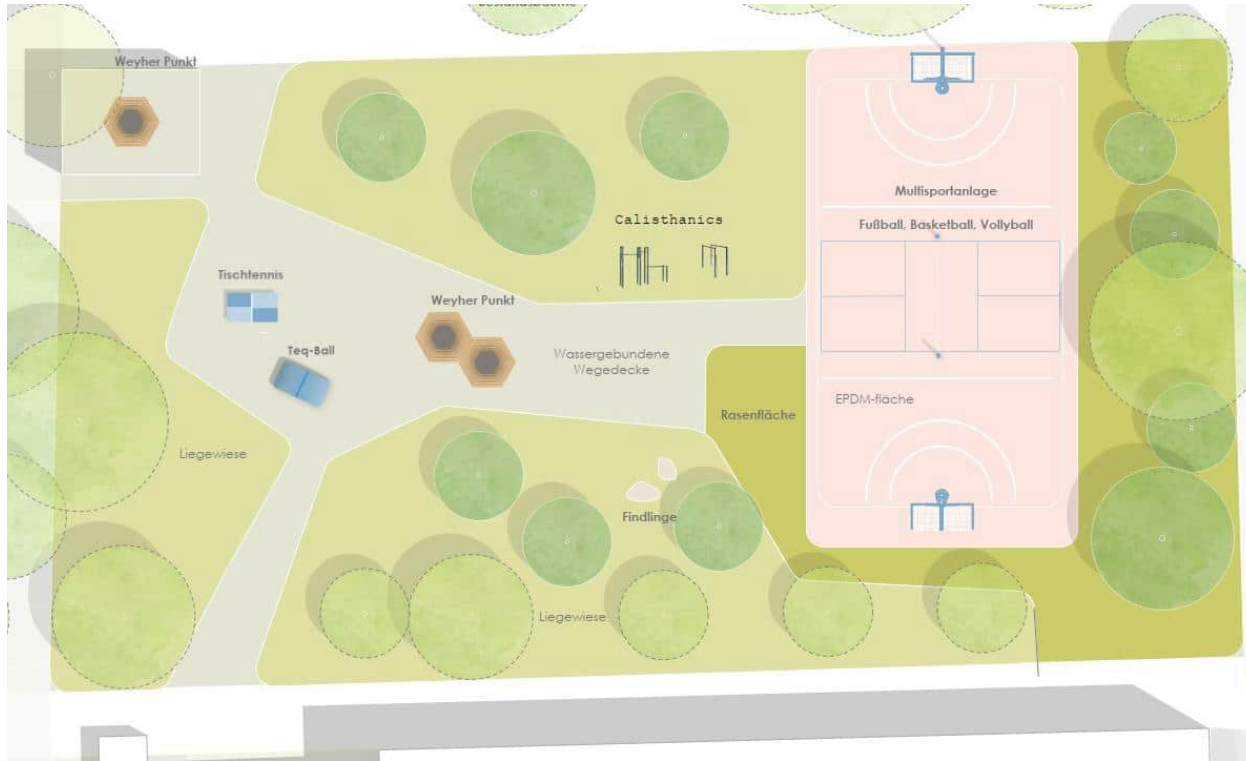 Bestandsbäume
Weyher Punkt
Multisportanlage
Fußball, Basketball, Vollyball
Calisthanics
Tischtennis
Weyher Punkt
Teq-Ball
Wassergebundene
Wegedecke
EPDM-fläche
Rasenfläche
Liegewiese
Findlinge
Liegewiese